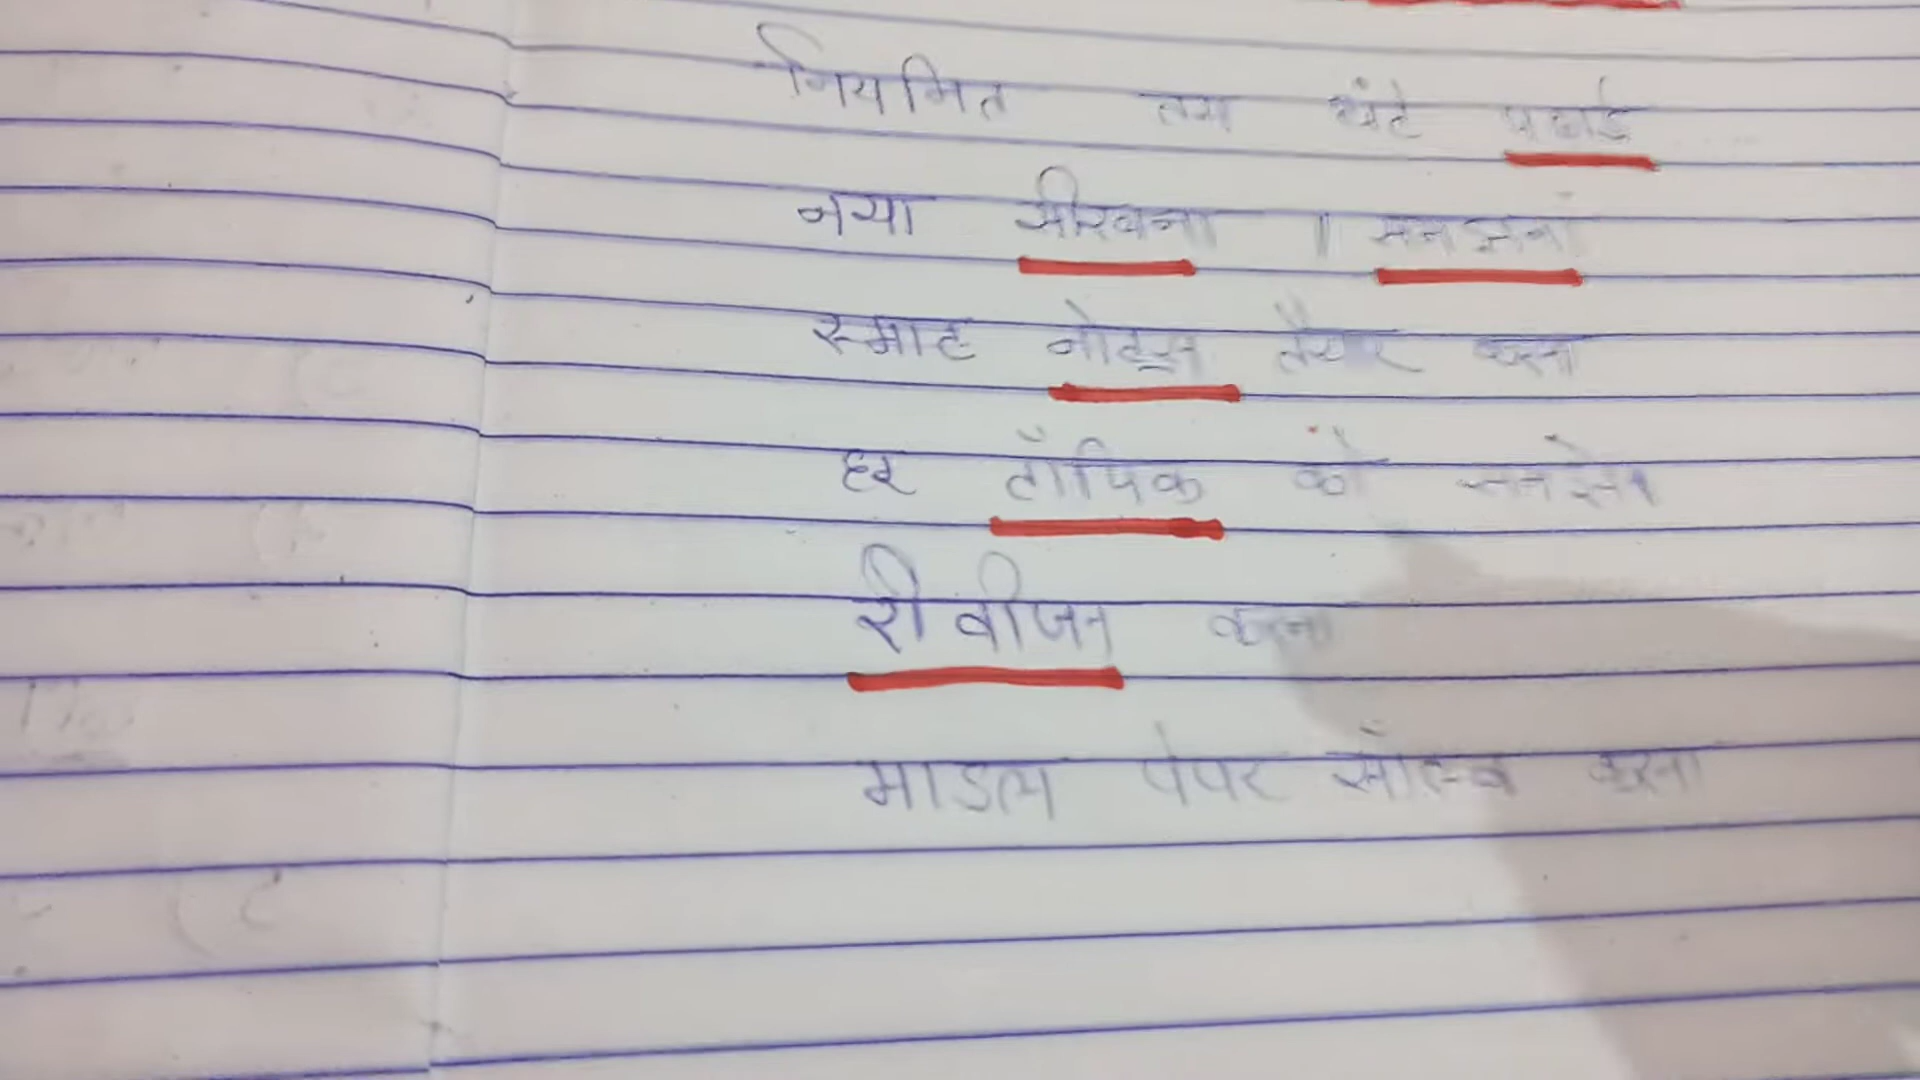 नियमित तय घंटे पढाई
नया सीखना । समझना
स्मार्ट नोट्स तैयार करना
हर टॉपिक को
रीवीजन करना
माडल्य पेपर सॉल्व करना